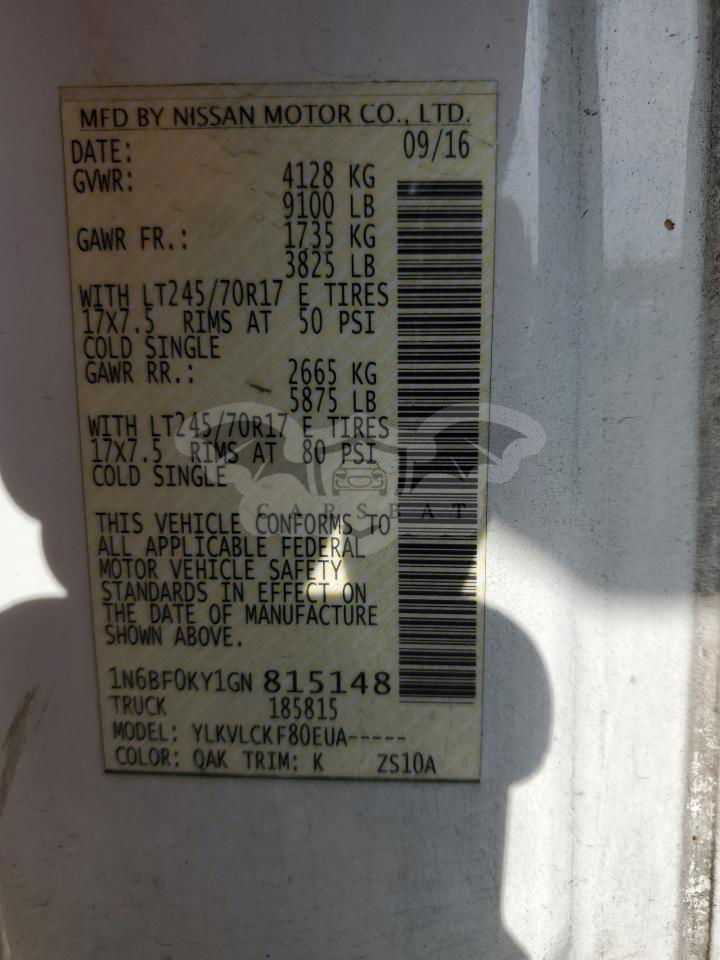 MFD BY NISSAN MOTOR CO., LTD.
DATE: 09/16
GVWR: 4128 KG
9100 LB
GAWR FR.: 1735 KG
3825 LB
WITH LT245/70R17 E TIRES
17X7.5 RIMS AT 50 PSI
COLD SINGLE
GAWR RR.: 2665 KG
5875 LB
WITH LT245/70R17 E TIRES
17X7.5 RIMS AT 80 PSI
COLD SINGLE
CARSBAT
THIS VEHICLE CONFORMS TO
ALL APPLICABLE FEDERAL
MOTOR VEHICLE SAFETY
STANDARDS IN EFFECT ON
THE DATE OF MANUFACTURE
SHOWN ABOVE.
1N6BF0KY1GN 815148
TRUCK 185815
MODEL: YLKVLCKF80EUA-----
COLOR: QAK TRIM: K ZS10A